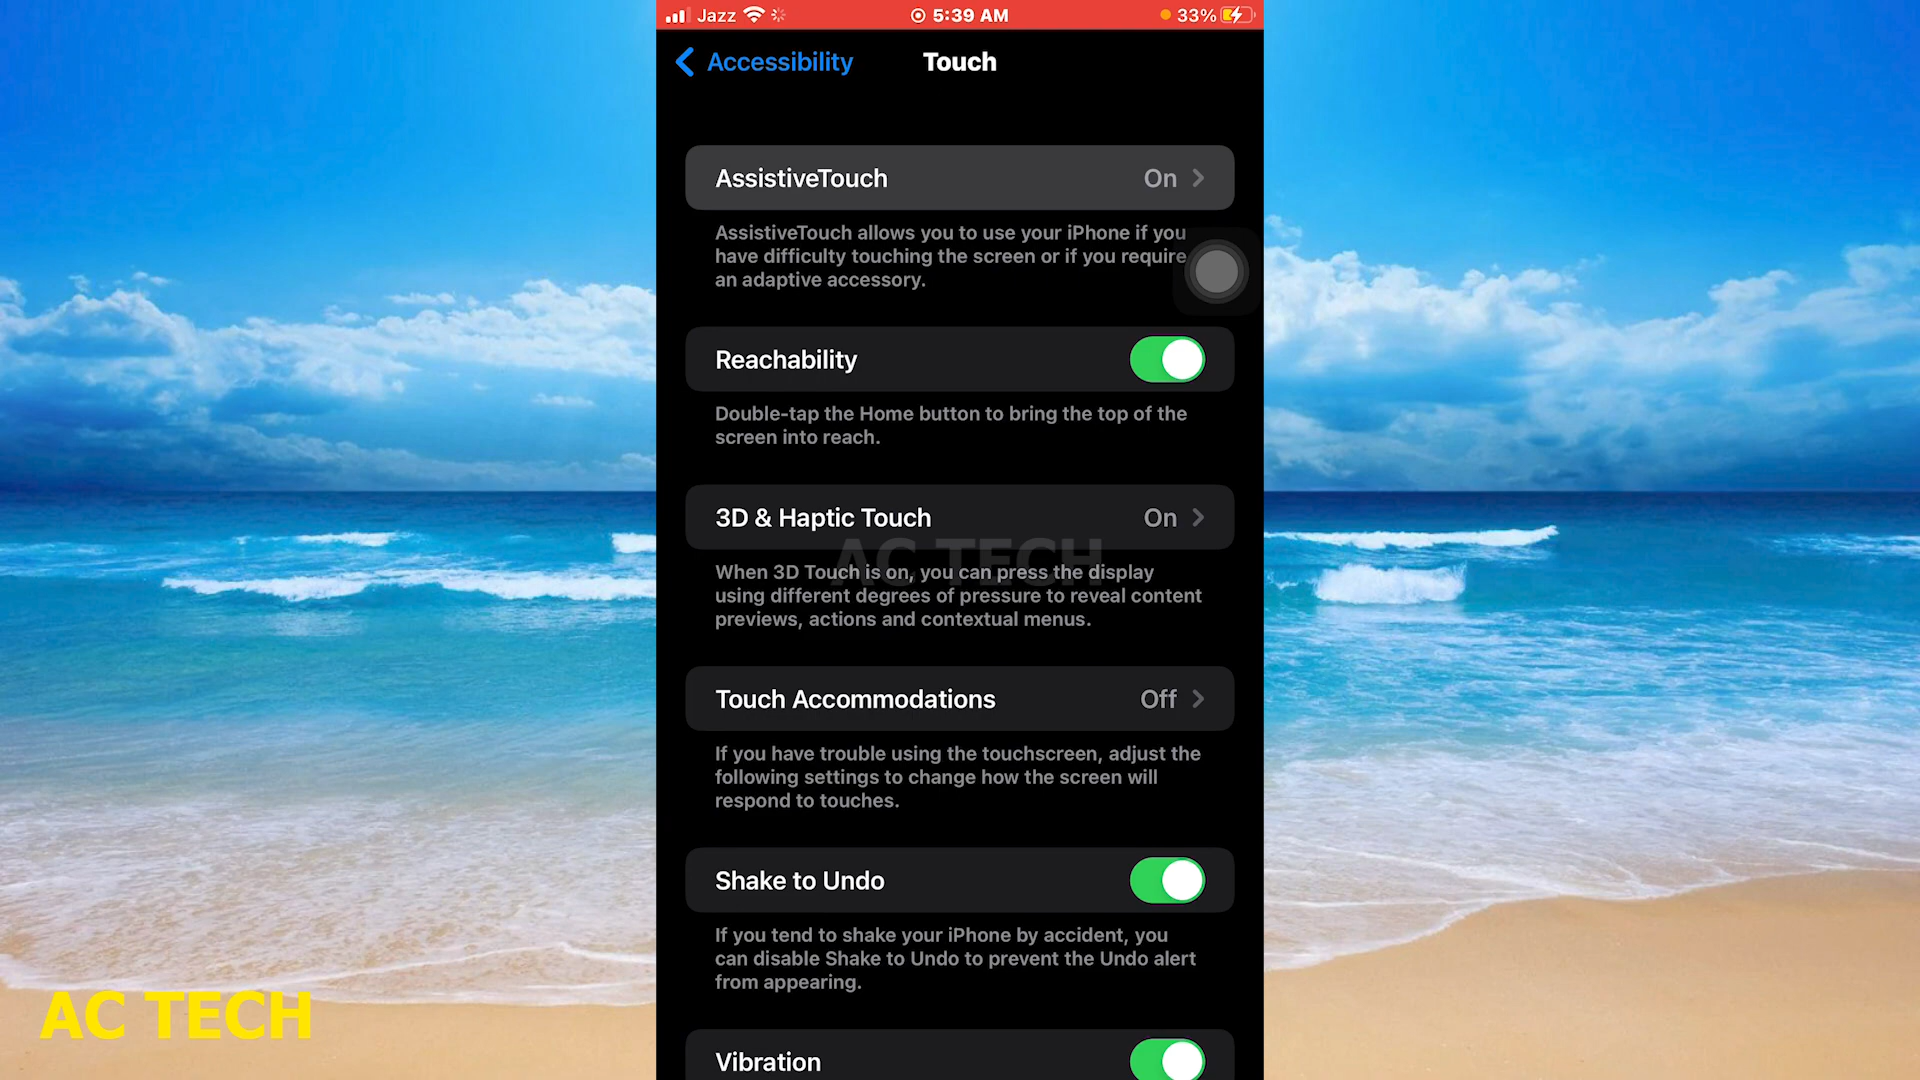 Jazz 5:39 AM 33%
Accessibility Touch
AssistiveTouch On
AssistiveTouch allows you to use your iPhone if you
have difficulty touching the screen or if you require
an adaptive accessory.
Reachability
Double-tap the Home button to bring the top of the
screen into reach.
3D & Haptic Touch On
AC TECH
When 3D Touch is on, you can press the display
using different degrees of pressure to reveal content
previews, actions and contextual menus.
Touch Accommodations Off
If you have trouble using the touchscreen, adjust the
following settings to change how the screen will
respond to touches.
Shake to Undo
If you tend to shake your iPhone by accident, you
can disable Shake to Undo to prevent the Undo alert
from appearing.
AC TECH
Vibration